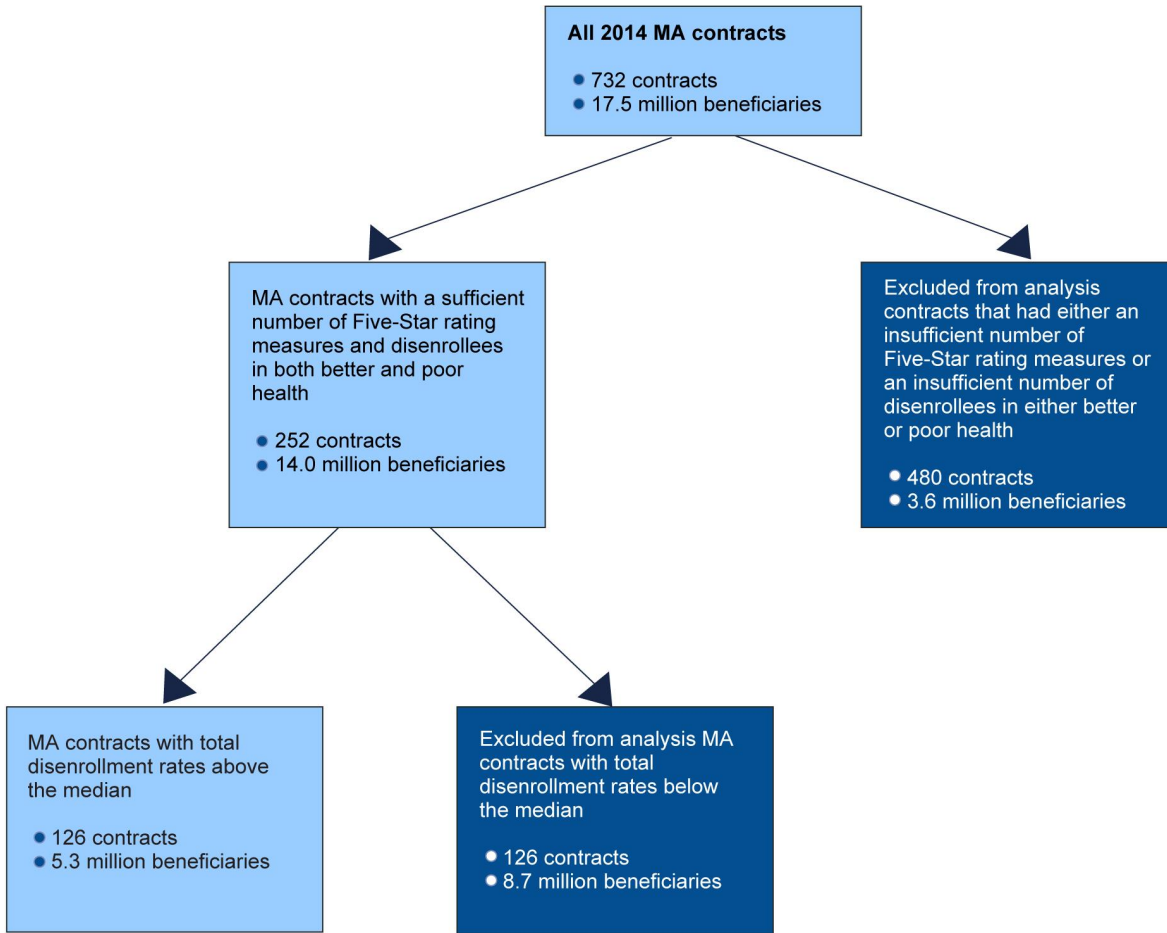 All 2014 MA contracts
732 contracts
17.5 million beneficiaries
MA contracts with a sufficient
number of Five-Star rating
measures and disenrollees
in both better and poor
health
252 contracts
14.0 million beneficiaries
Excluded from analysis
contracts that had either an
insufficient number of
Five-Star rating measures or
an insufficient number of
disenrollees in either better
or poor health
480 contracts
3.6 million beneficiaries
MA contracts with total
disenrollment rates above
the median
126 contracts
5.3 million beneficiaries
Excluded from analysis MA
contracts with total
disenrollment rates below
the median
126 contracts
8.7 million beneficiaries